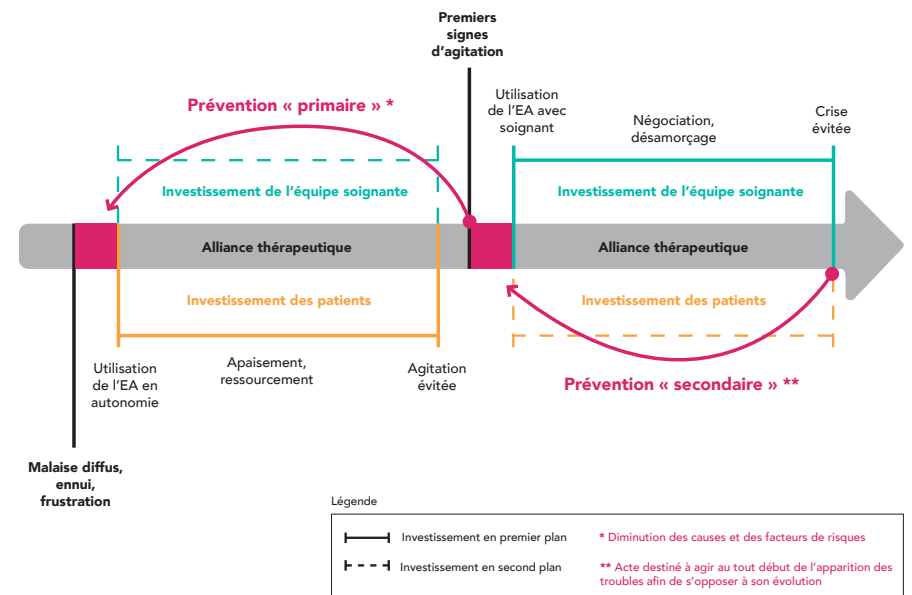 Premiers
signes
d'agitation
Prévention « primaire » *
Utilisation
de l'EA avec
soignant
Négociation,
désamorçage
Crise
évitée
Investissement de l'équipe soignante
Investissement de l'équipe soignante
Alliance thérapeutique
Alliance thérapeutique
Investissement des patients
Investissement des patients
Utilisation
de l'EA en
autonomie
Apaisement,
ressourcement
Agitation
évitée
Prévention « secondaire » **
Malaise diffus,
ennui,
frustration
Légende
Investissement en premier plan
* Diminution des causes et des facteurs de risques
Investissement en second plan
** Acte destiné à agir au tout début de l'apparition des
troubles afin de s'opposer à son évolution